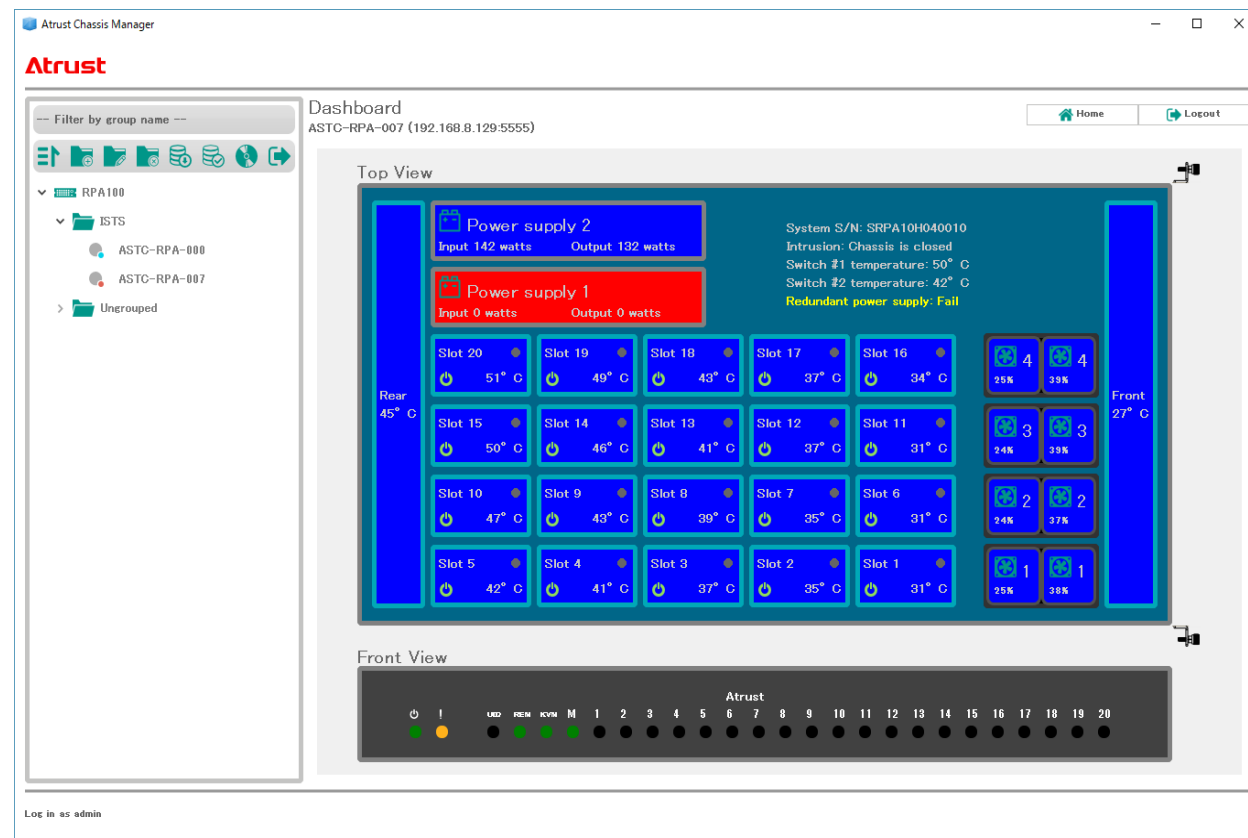 Atrust Chassis Manager
Atrust
-- Filter by group name --
RPA100
ISTS
ASTC-RPA-000
ASTC-RPA-007
Ungrouped
Dashboard
ASTC-RPA-007 (192.168.8.129:5555)
Home
Logout
Top View
Rear
45° C
Power supply 2
Input 142 watts Output 132 watts
Power supply 1
Input 0 watts Output 0 watts
System S/N: SRPA10H040010
Intrusion: Chassis is closed
Switch #1 temperature: 50° C
Switch #2 temperature: 42° C
Redundant power supply: Fail
Slot 20 Slot 19 Slot 18 Slot 17 Slot 16
51° C 49° C 43° C 37° C 34° C
4 4
25% 39%
Slot 15 Slot 14 Slot 13 Slot 12 Slot 11
50° C 46° C 41° C 37° C 31° C
3 3
24% 39%
Slot 10 Slot 9 Slot 8 Slot 7 Slot 6
47° C 43° C 39° C 35° C 31° C
2 2
24% 37%
Slot 5 Slot 4 Slot 3 Slot 2 Slot 1
42° C 41° C 37° C 35° C 31° C
1 1
25% 38%
Front
27° C
Front View
Atrust
! UID REM KVM M 1 2 3 4 5 6 7 8 9 10 11 12 13 14 15 16 17 18 19 20
Log in as admin